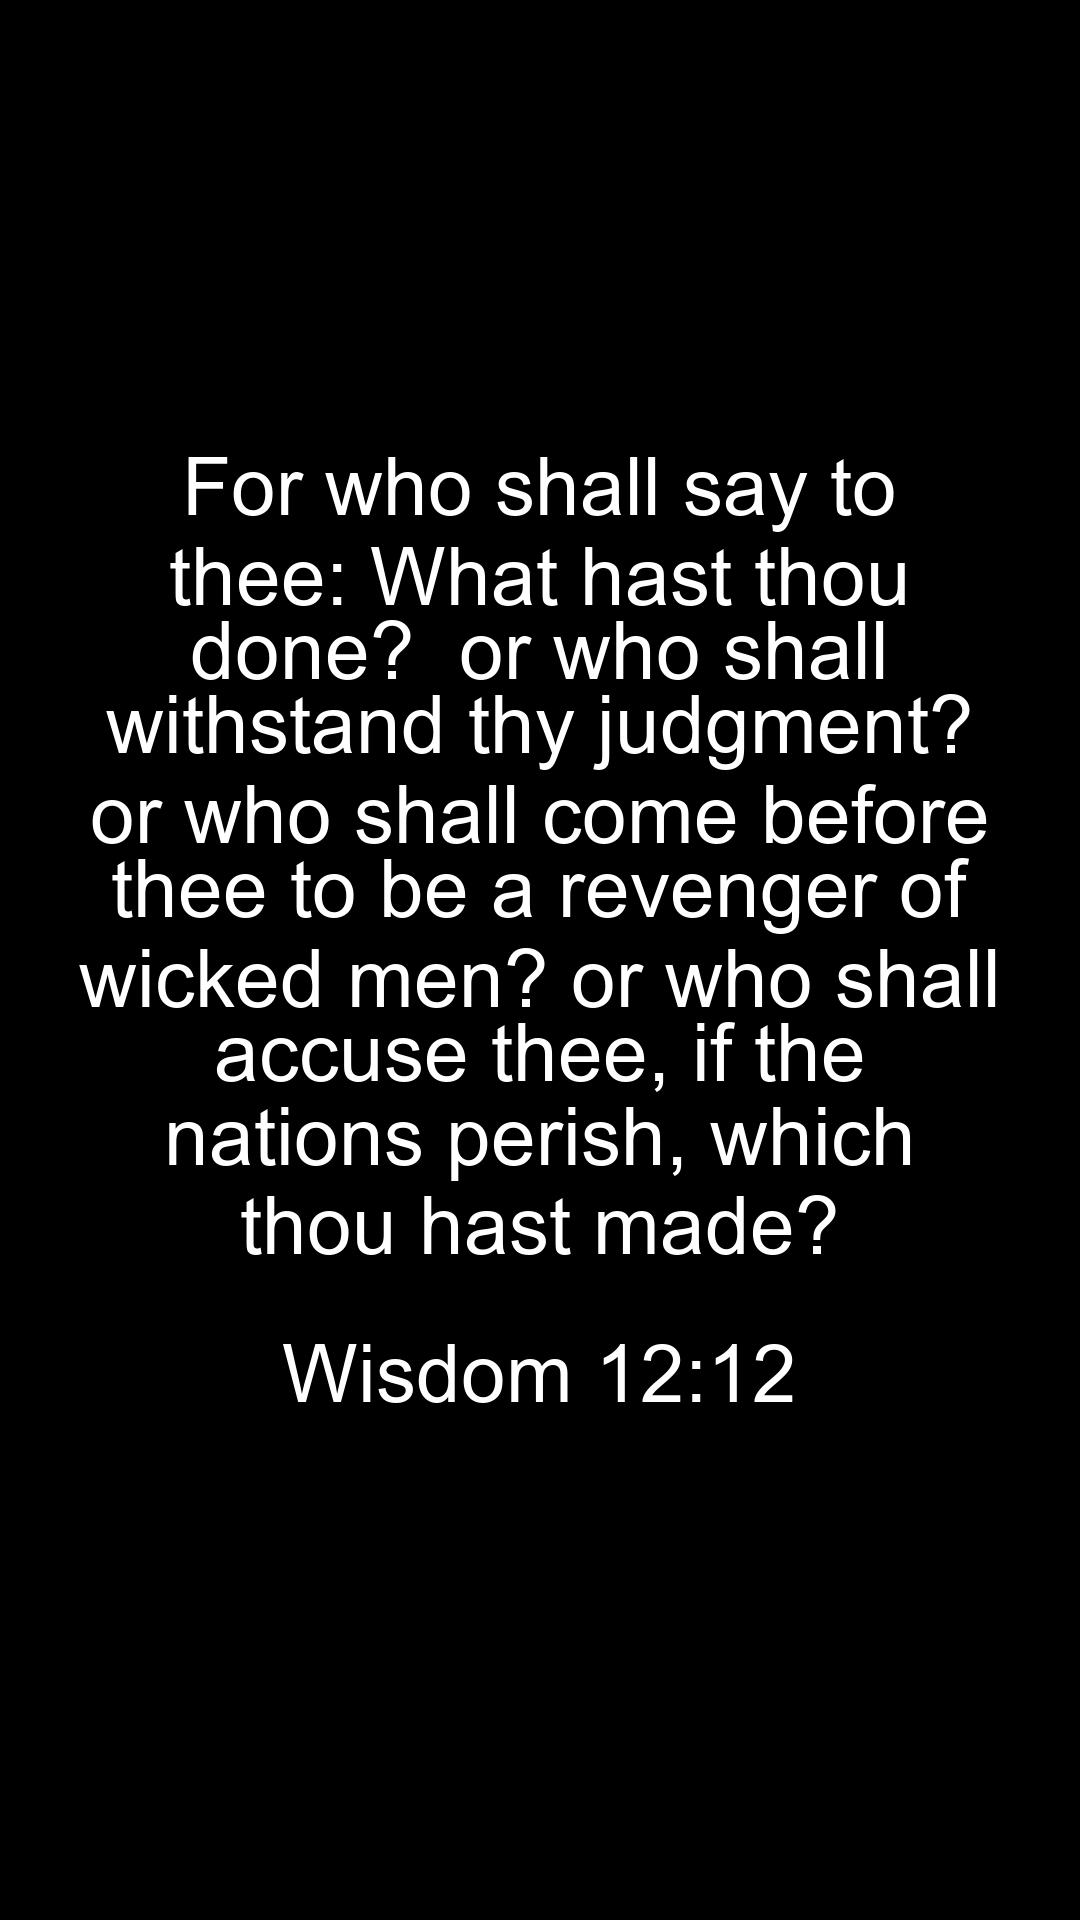 For who shall say to
thee: What hast thou
done?  or who shall
withstand thy judgment?
or who shall come before
thee to be a revenger of
wicked men? or who shall
accuse thee, if the
nations perish, which
thou hast made?
Wisdom 12:12